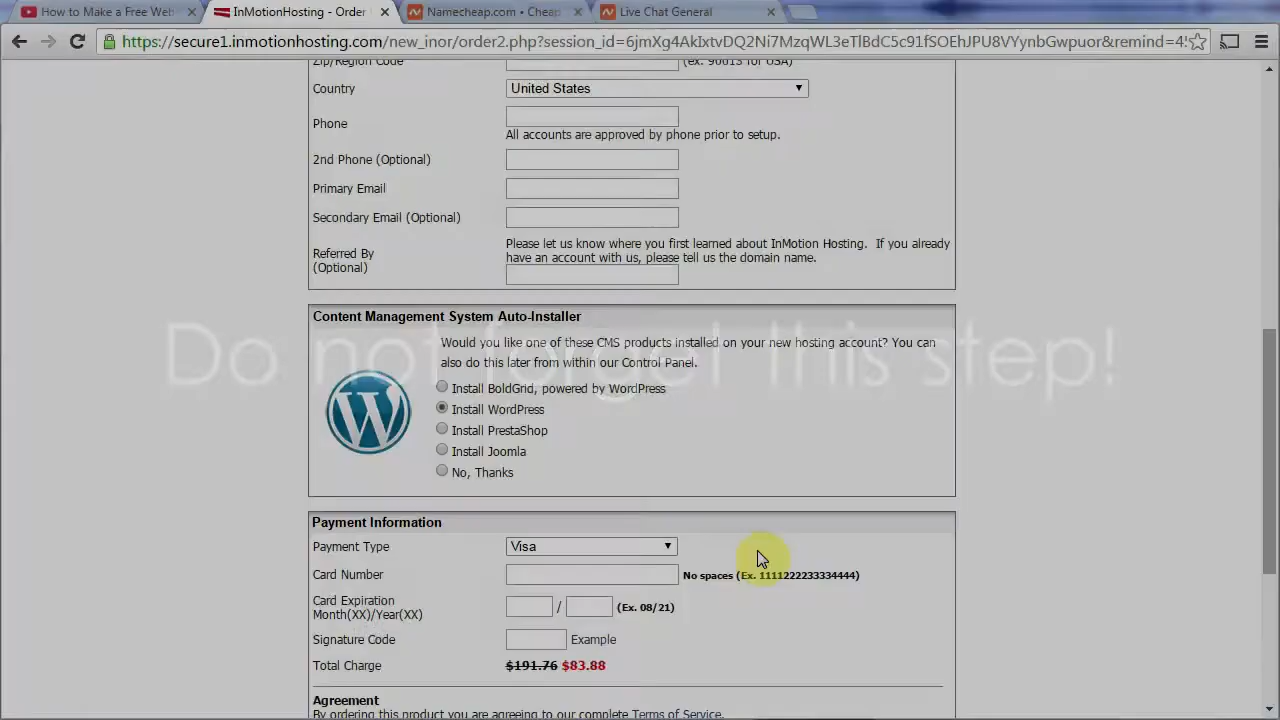 How to Make a Free Web
InMotionHosting - Order
Namecheap.com • Cheap
Live Chat General
https://secure1.inmotionhosting.com/new_inor/order2.php?session_id=6jmXg4AkIxtvDQ2Ni7MzqWL3eTlBdC5c91fSOEhJPU8VYynbGwpuor&remind=4
Zip/Region Code (ex. 90613 for USA)
Country United States
Phone
All accounts are approved by phone prior to setup.
2nd Phone (Optional)
Primary Email
Secondary Email (Optional)
Please let us know where you first learned about InMotion Hosting. If you already
have an account with us, please tell us the domain name.
Referred By
(Optional)
Content Management System Auto-Installer
Would you like one of these CMS products installed on your new hosting account? You can
also do this later from within our Control Panel.
Do not forget this step!
Install BoldGrid, powered by WordPress
Install WordPress
Install PrestaShop
Install Joomla
No, Thanks
Payment Information
Payment Type Visa
Card Number No spaces (Ex. 1111222233334444)
Card Expiration
Month(XX)/Year(XX) / (Ex. 08/21)
Signature Code Example
Total Charge $191.76 $83.88
Agreement
By ordering this product you are agreeing to our complete Terms of Service.